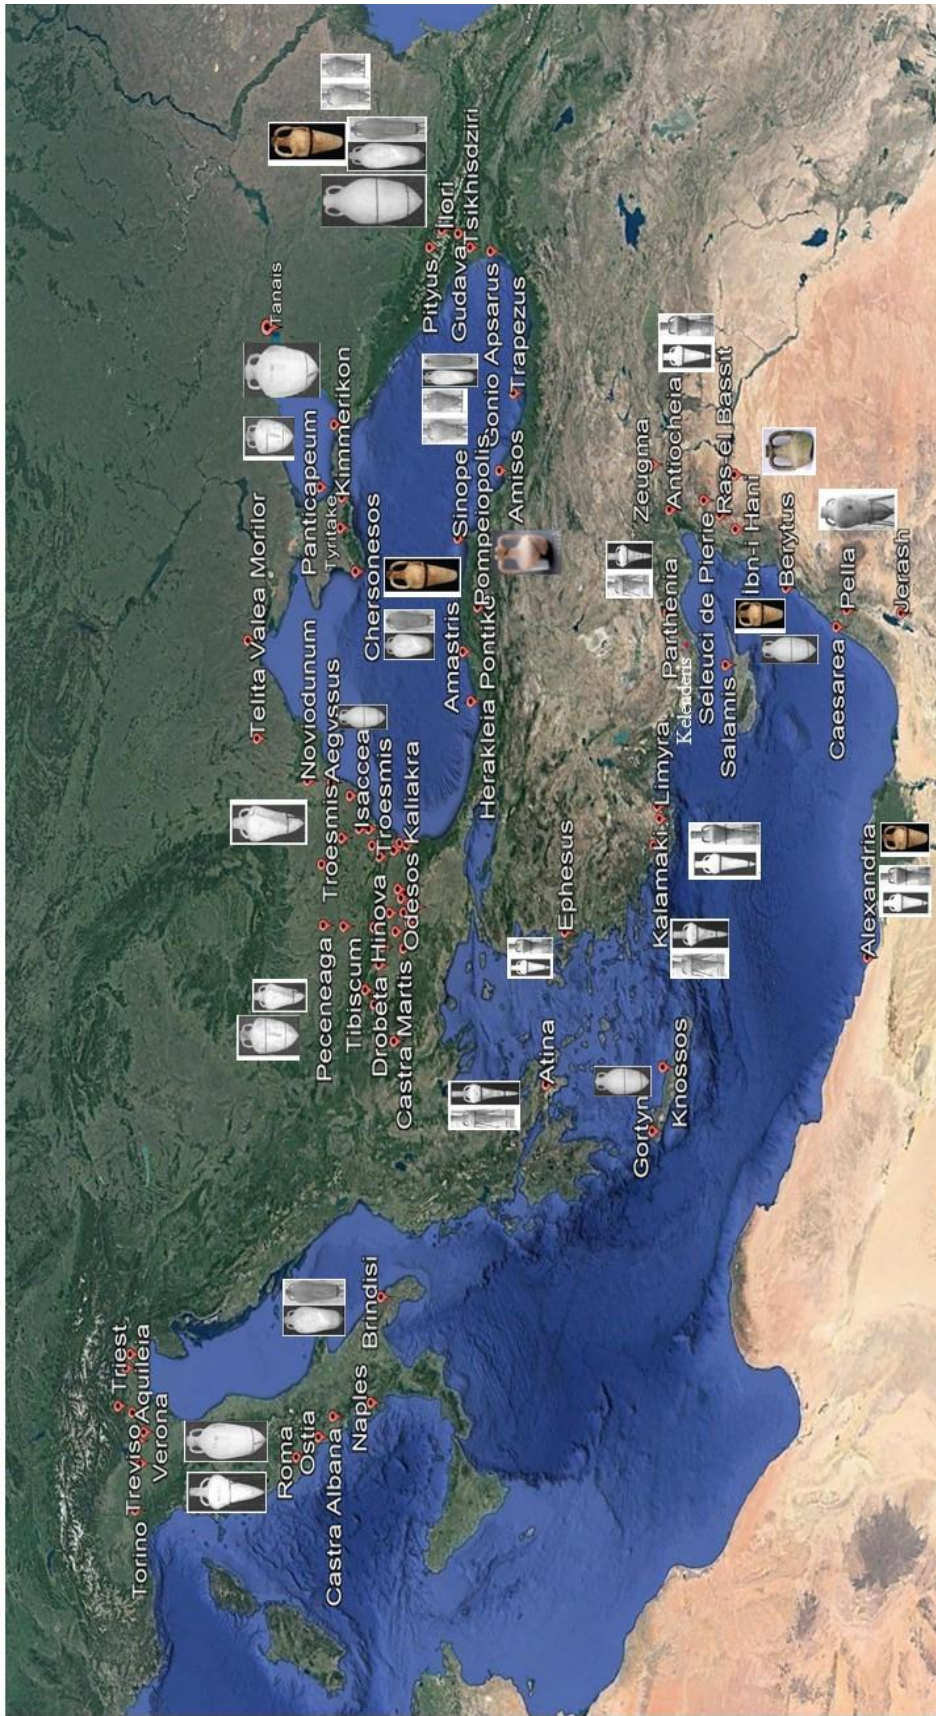 Torino
Treviso
Verona
Aquileia
Triest
Roma
Ostia
Castra Albana
Naples
Brindisi
Peceneaga
Tibiscum
Drobeta
Hinova
Castra Martis
Odesos
Troesmis
Noviodunum
Aegyssus
Isaccea
Troesmis
Kaliakra
Telita Valea Morilor
Panticapeum
Tyritake
Kimmerikon
Chersonesos
Tanais
Pityus
Ilori
Gudava
Tsikhisdziri
Gonio Apsarus
Trapezus
Sinope
Pompeiopolis
Amisos
Amastris
Herakleia Pontike
Atina
Ephesus
Gortyn
Knossos
Kalamaki
Limyra
Kelenderis
Parthenia
Zeugma
Antiocheia
Seleuci de Pierie
Ras el Bassit
Salamis
Ibn-i Hani
Berytus
Caesarea
Pella
Jerash
Alexandria